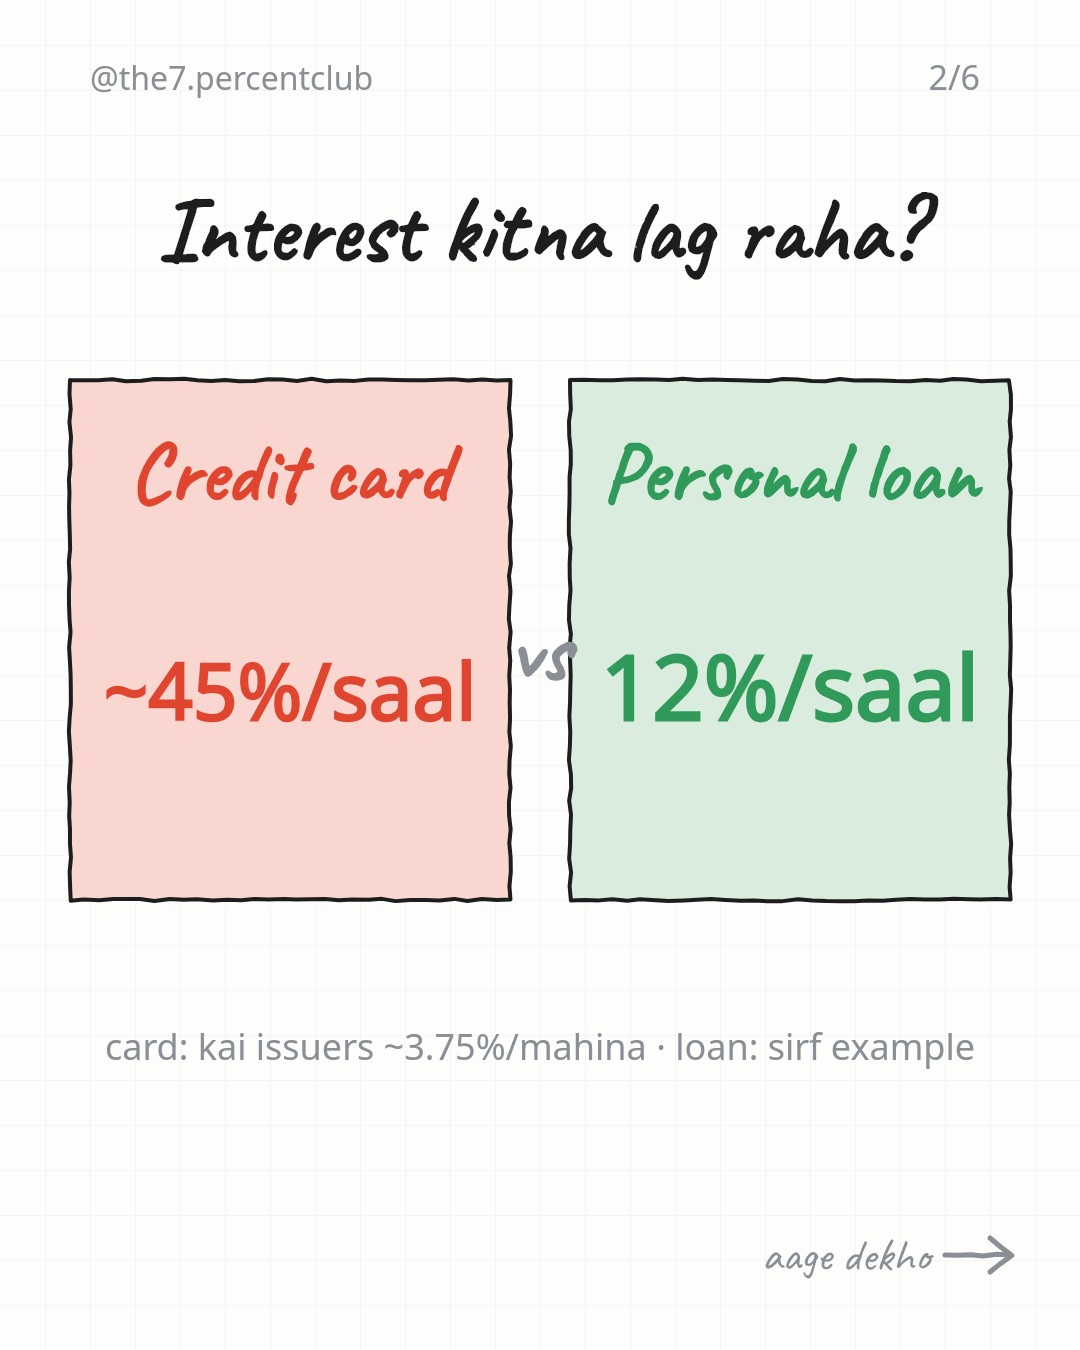 @the7.percentclub
2/6
Interest kitna lag raha?
Credit card
~45%/saal
vs
Personal loan
12%/saal
card: kai issuers ~3.75%/mahina · loan: sirf example
aage dekho